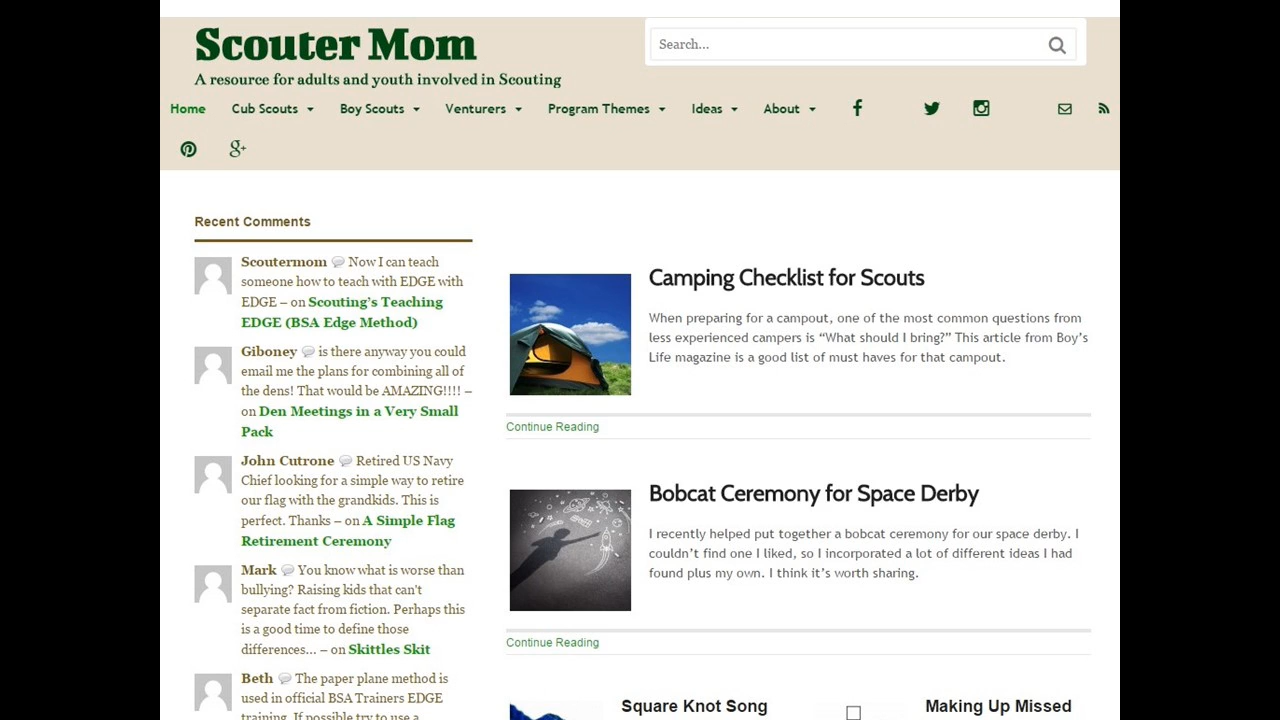 Scouter Mom
Search...
A resource for adults and youth involved in Scouting
Home Cub Scouts Boy Scouts Venturers Program Themes Ideas About
g+
Recent Comments
Scoutermom Now I can teach
someone how to teach with EDGE with
EDGE – on Scouting's Teaching
EDGE (BSA Edge Method)
Giboney is there anyway you could
email me the plans for combining all of
the dens! That would be AMAZING!!!! –
on Den Meetings in a Very Small
Pack
John Cutrone Retired US Navy
Chief looking for a simple way to retire
our flag with the grandkids. This is
perfect. Thanks – on A Simple Flag
Retirement Ceremony
Mark You know what is worse than
bullying? Raising kids that can't
separate fact from fiction. Perhaps this
is a good time to define those
differences... – on Skittles Skit
Beth The paper plane method is
used in official BSA Trainers EDGE
training. If possible try to use a
Camping Checklist for Scouts
When preparing for a campout, one of the most common questions from
less experienced campers is “What should I bring?” This article from Boy’s
Life magazine is a good list of must haves for that campout.
Continue Reading
Bobcat Ceremony for Space Derby
I recently helped put together a bobcat ceremony for our space derby. I
couldn’t find one I liked, so I incorporated a lot of different ideas I had
found plus my own. I think it’s worth sharing.
Continue Reading
Square Knot Song
Making Up Missed